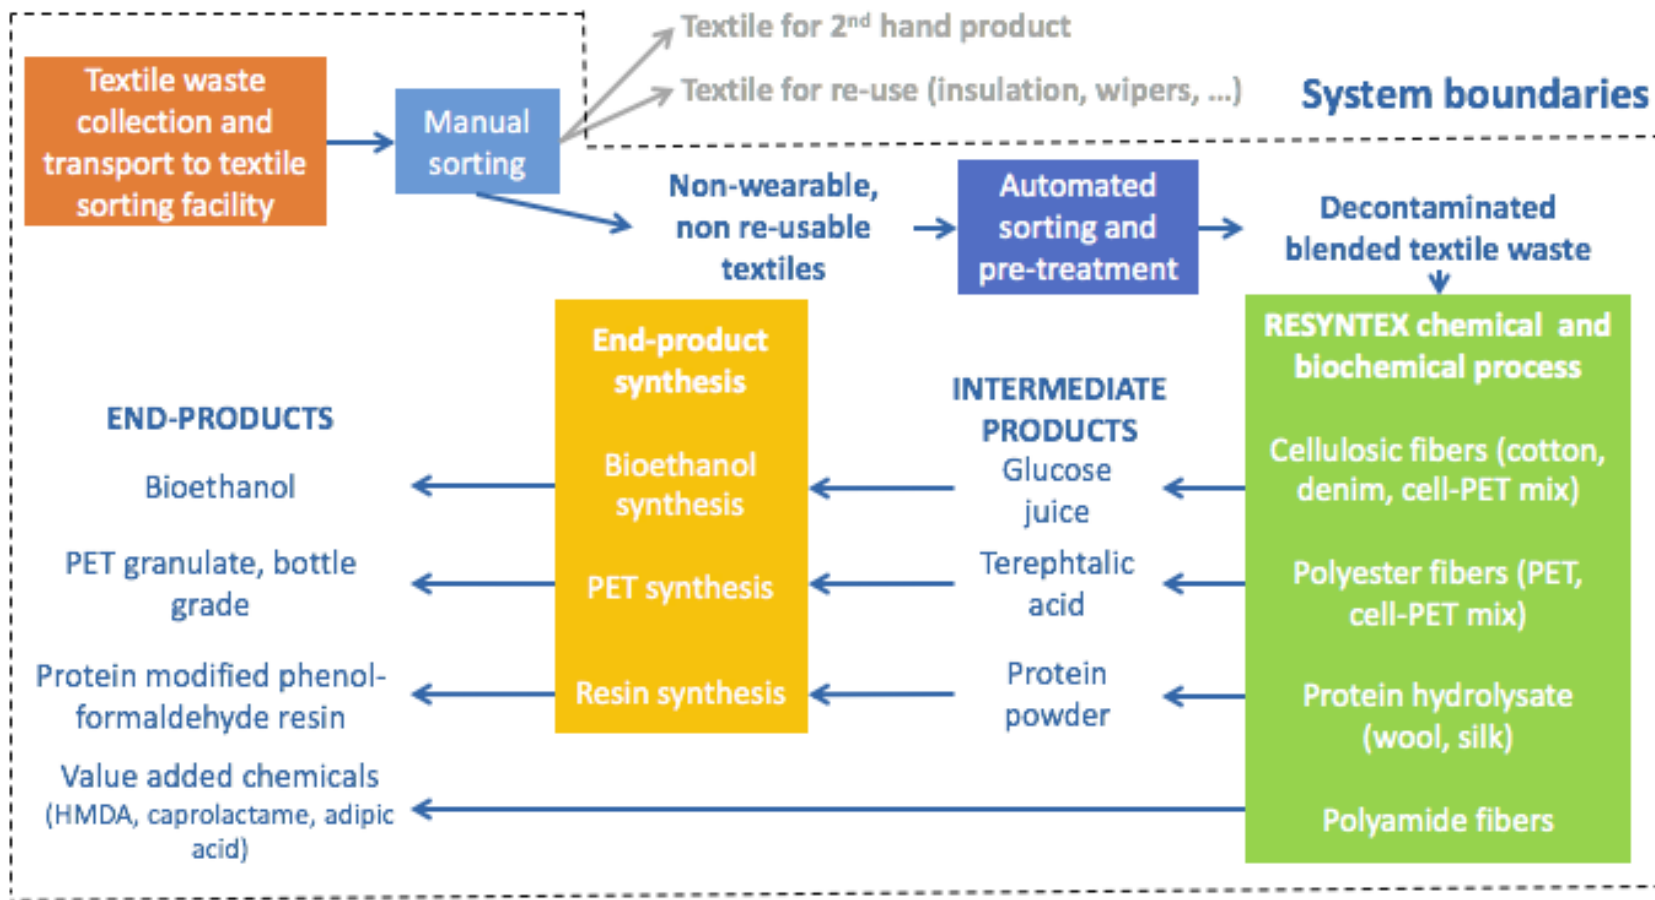 Textile for 2nd hand product
Textile for re-use (insulation, wipers, ...)
System boundaries
Textile waste
collection and
transport to textile
sorting facility
Manual
sorting
Non-wearable,
non re-usable
textiles
Automated
sorting and
pre-treatment
Decontaminated
blended textile waste
RESYNTEX chemical and
biochemical process
Cellulosic fibers (cotton,
denim, cell-PET mix)
Polyester fibers (PET,
cell-PET mix)
Protein hydrolysate
(wool, silk)
Polyamide fibers
INTERMEDIATE
PRODUCTS
Glucose
juice
Terephtalic
acid
Protein
powder
End-product
synthesis
Bioethanol
synthesis
PET synthesis
Resin synthesis
END-PRODUCTS
Bioethanol
PET granulate, bottle
grade
Protein modified phenol-
formaldehyde resin
Value added chemicals
(HMDA, caprolactame, adipic
acid)